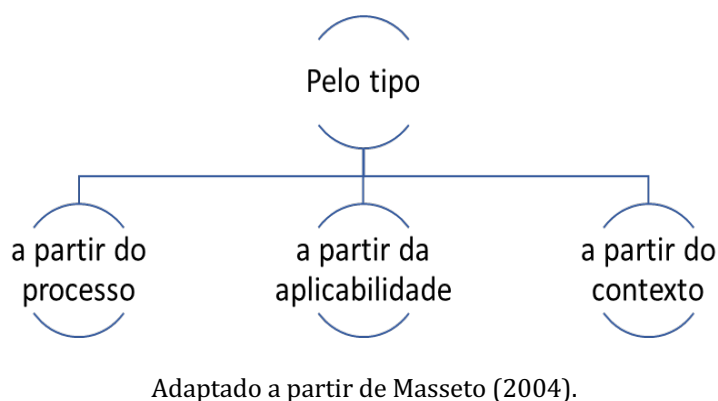 Pelo tipo
a partir do
processo
a partir da
aplicabilidade
a partir do
contexto
Adaptado a partir de Masseto (2004).